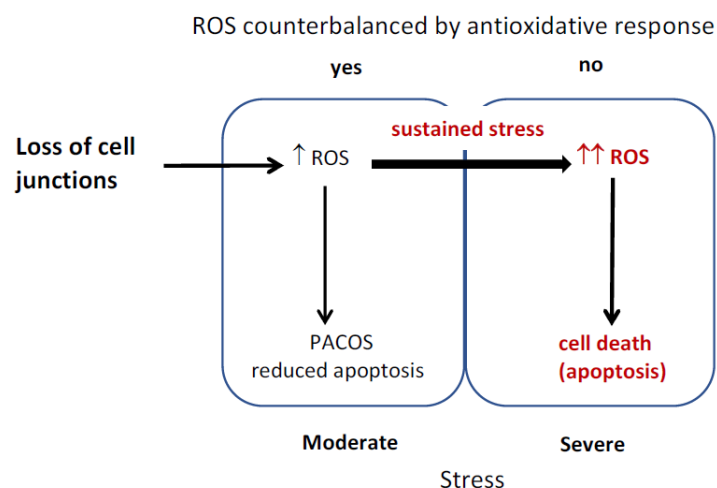 ROS counterbalanced by antioxidative response
yes
no
Loss of cell
junctions
↑ ROS
sustained stress
↑↑ ROS
PACOS
reduced apoptosis
cell death
(apoptosis)
Moderate
Severe
Stress